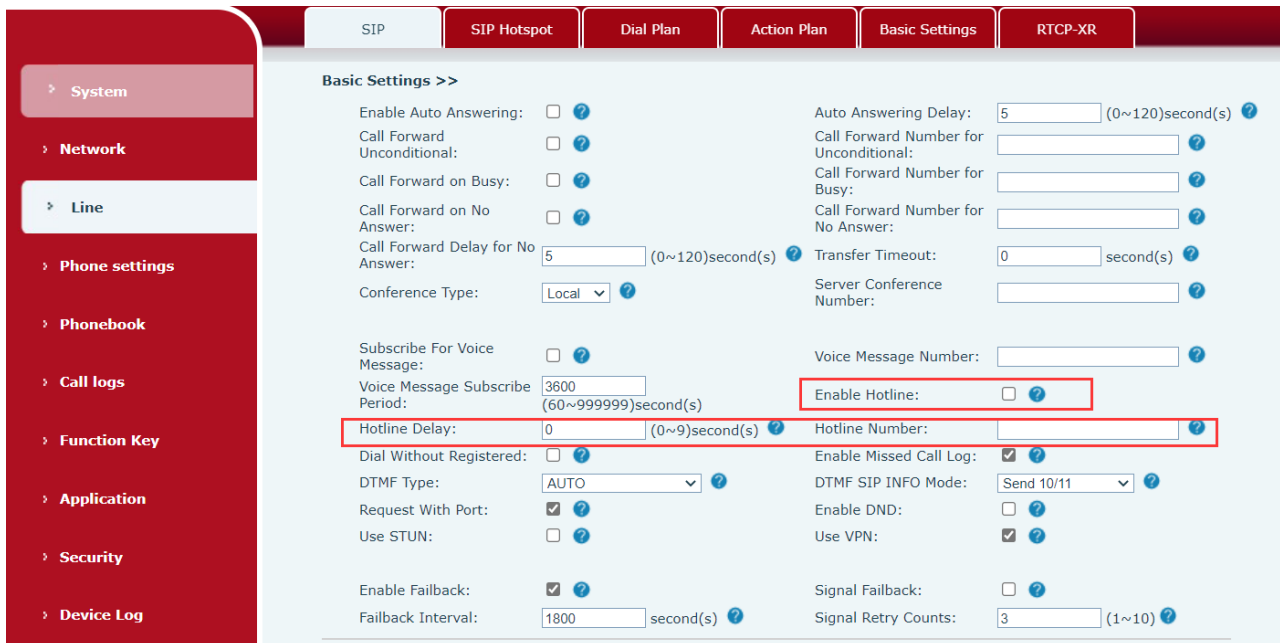 SIP
SIP Hotspot
Dial Plan
Action Plan
Basic Settings
RTCP-XR
System
Network
Line
Phone settings
Phonebook
Call logs
Function Key
Application
Security
Device Log
Basic Settings >>
Enable Auto Answering:
Auto Answering Delay: 5 (0~120)second(s)
Call Forward
Unconditional:
Call Forward Number for
Unconditional:
Call Forward on Busy:
Call Forward Number for
Busy:
Call Forward on No
Answer:
Call Forward Number for
No Answer:
Call Forward Delay for No
Answer: 5 (0~120)second(s)
Transfer Timeout: 0 second(s)
Conference Type: Local
Server Conference
Number:
Subscribe For Voice
Message:
Voice Message Number:
Voice Message Subscribe
Period: 3600
(60~999999)second(s)
Enable Hotline:
Hotline Delay: 0 (0~9)second(s)
Hotline Number:
Dial Without Registered:
Enable Missed Call Log:
DTMF Type: AUTO
DTMF SIP INFO Mode: Send 10/11
Request With Port:
Enable DND:
Use STUN:
Use VPN:
Enable Failback:
Signal Failback:
Failback Interval: 1800 second(s)
Signal Retry Counts: 3 (1~10)